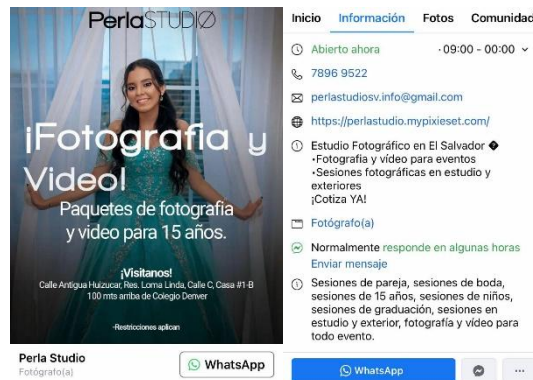 PerlaSTUDIO
¡Fotografia y
Video!
Paquetes de fotografía
y video para 15 años.
¡Visitanos!
Calle Antigua Huizucar, Res. Loma Linda, Calle C, Casa #1-B
100 mts arriba de Colegio Denver
·Restricciones aplican
Perla Studio
Fotógrafo(a)
WhatsApp
Inicio Información Fotos Comunidad
Abierto ahora · 09:00 - 00:00
7896 9522
perlastudiosv.info@gmail.com
https://perlastudio.mypixieset.com/
Estudio Fotográfico en El Salvador �
•Fotografia y vídeo para eventos
•Sesiones fotográficas en estudio y
exteriores
¡Cotiza YA!
Fotógrafo(a)
Normalmente responde en algunas horas
Enviar mensaje
Sesiones de pareja, sesiones de boda,
sesiones de 15 años, sesiones de niños,
sesiones de graduación, sesiones en
estudio y exterior, fotografía y vídeo para
todo evento.
WhatsApp